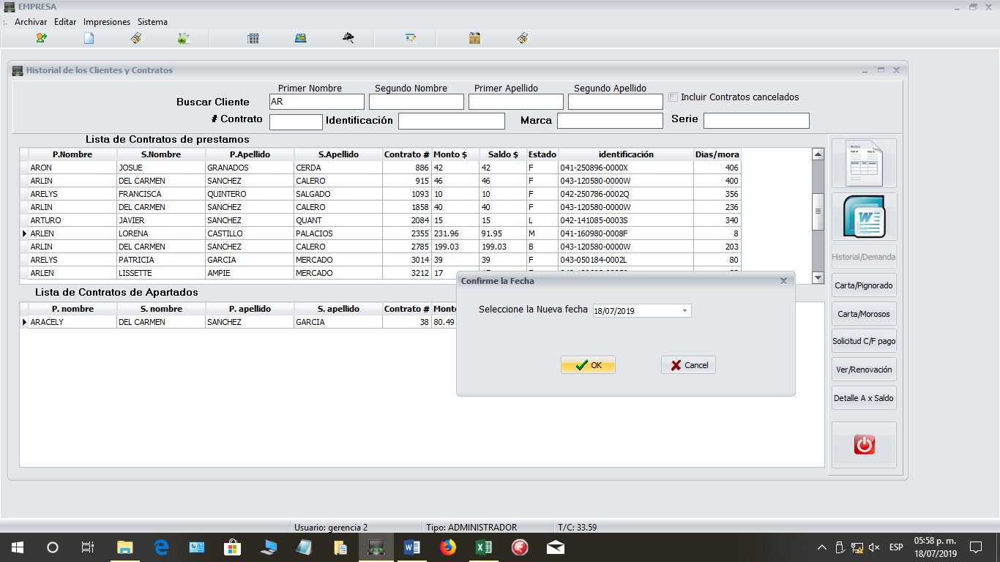 EMPRESA
Archivar Editar Impresiones Sistema
Historial de los Clientes y Contratos
Primer Nombre Segundo Nombre Primer Apellido Segundo Apellido
Buscar Cliente AR Incluir Contratos cancelados
# Contrato Identificación Marca Serie
Lista de Contratos de prestamos
P.Nombre S.Nombre P.Apellido S.Apellido Contrato # Monto $ Saldo $ Estado identificación Dias/mora
ARON JOSUE GRANADOS CERDA 886 42 42 F 041-250896-0000X 406
ARLIN DEL CARMEN SANCHEZ CALERO 915 46 46 F 043-120580-0000W 400
ARELYS FRANCISCA QUINTERO SALGADO 1093 10 10 F 042-250786-0002Q 356
ARLIN DEL CARMEN SANCHEZ CALERO 1858 40 40 F 043-120580-0000W 236
ARTURO JAVIER SANCHEZ QUANT 2084 15 15 L 042-141085-0003S 340
ARLEN LORENA CASTILLO PALACIOS 2355 231.96 91.95 M 041-160980-0008F 8
ARLIN DEL CARMEN SANCHEZ CALERO 2785 199.03 199.03 B 043-120580-0000W 203
ARELYS PATRICIA GARCIA MERCADO 3014 39 39 F 043-050184-0002L 80
ARLEN LISSETTE AMPIE MERCADO 3212 17
Lista de Contratos de Apartados
P. nombre S. nombre P. apellido S. apellido Contrato # Monto
ARACELY DEL CARMEN SANCHEZ GARCIA 38 80.49
Confirme la Fecha
Seleccione la Nueva fecha 18/07/2019
OK Cancel
INVOICE
Historial/Demanda
Carta/Pignorado
Carta/Morosos
Solicitud C/F pago
Ver/Renovación
Detalle A x Saldo
Usuario: gerencia 2 Tipo: ADMINISTRADOR T/C: 33.59
ESP 05:58 p. m.
18/07/2019